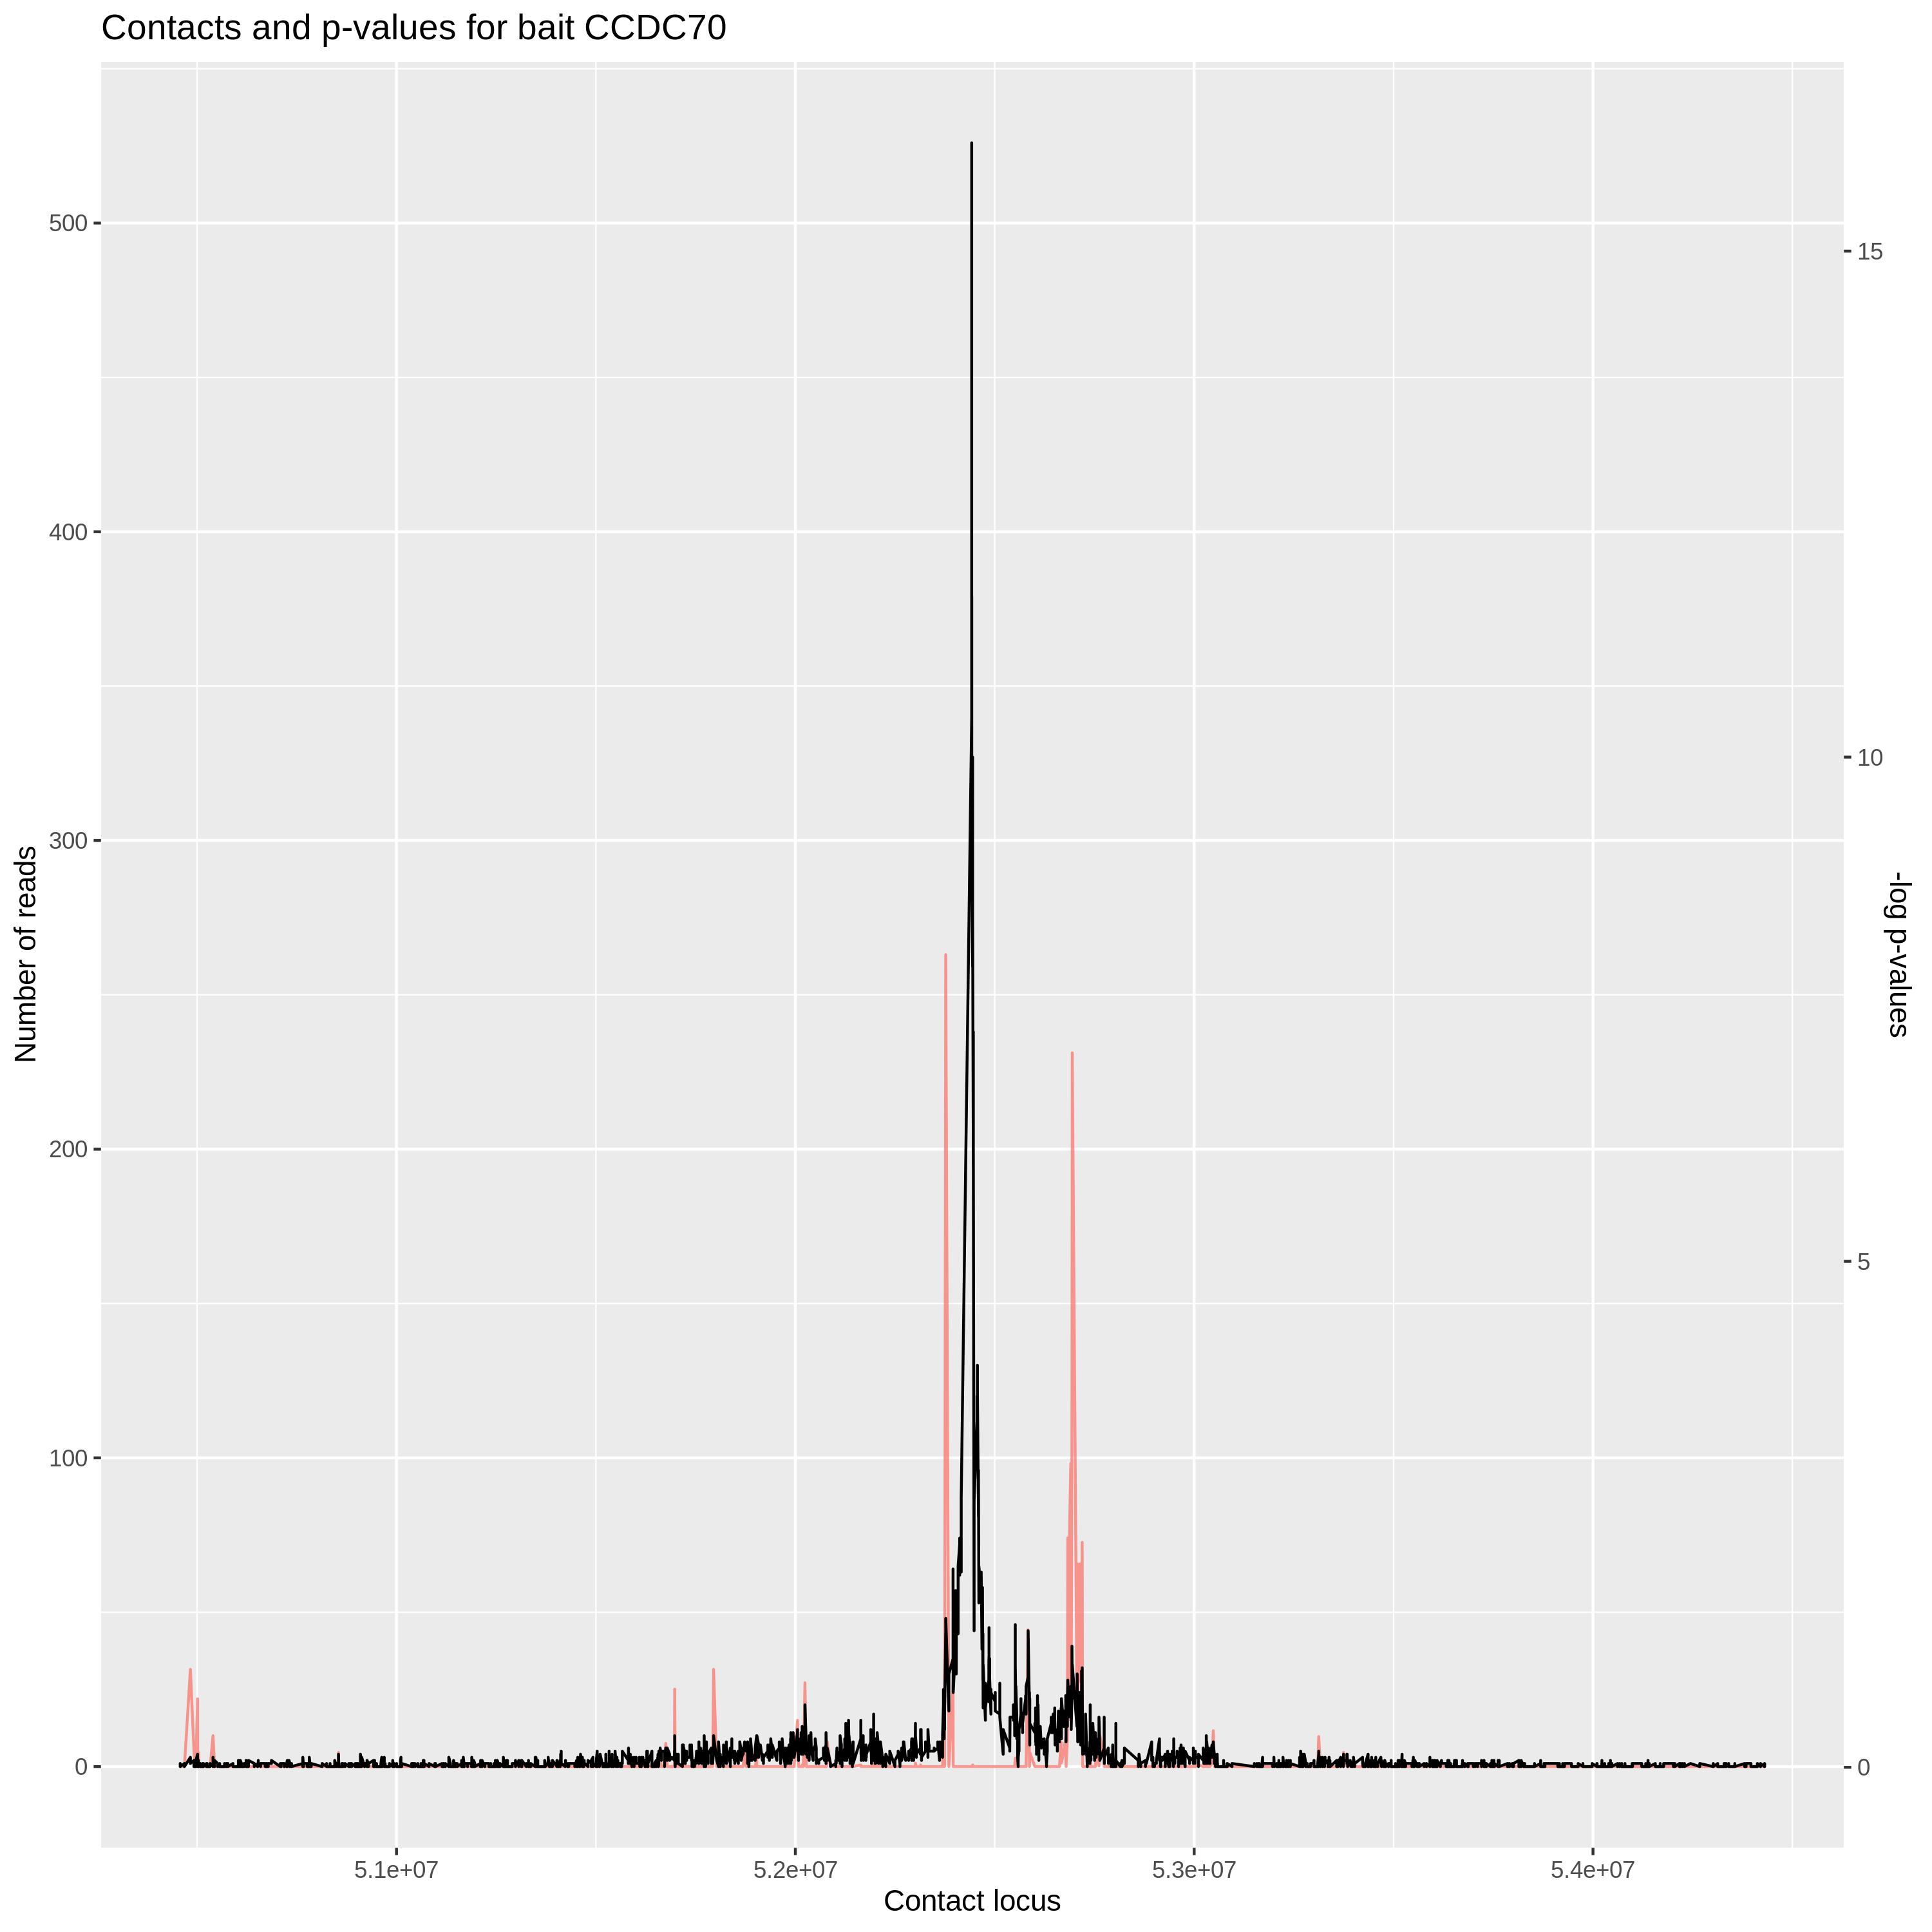 Contacts and p-values for bait CCDC70
500
400
300
200
100
0
Number of reads
15
10
5
0
-log p-values
5.1e+07
5.2e+07
5.3e+07
5.4e+07
Contact locus